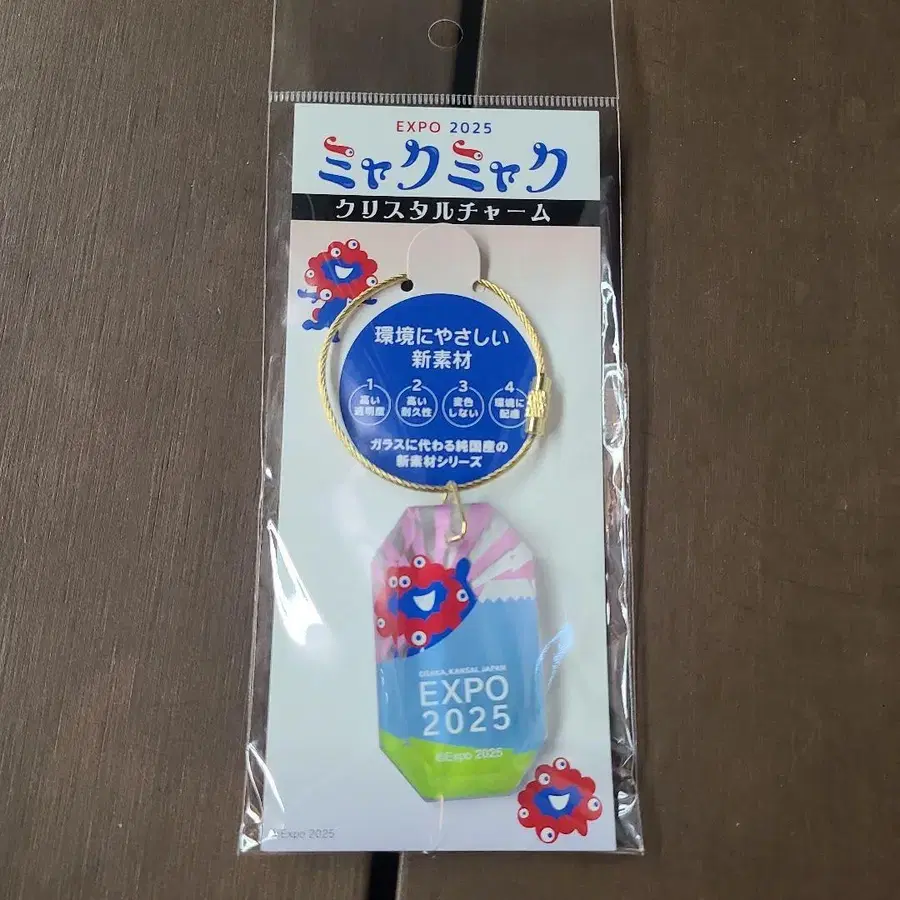 EXPO 2025
ミャクミャク
クリスタルチャーム
環境にやさしい
新素材
1
高い
透明度
2
高い
耐久性
3
変色
しない
4
環境に
配慮
ガラスに代わる純国産の
新素材シリーズ
OSAKA, KANSAI, JAPAN
EXPO
2025
©Expo 2025
©Expo 2025